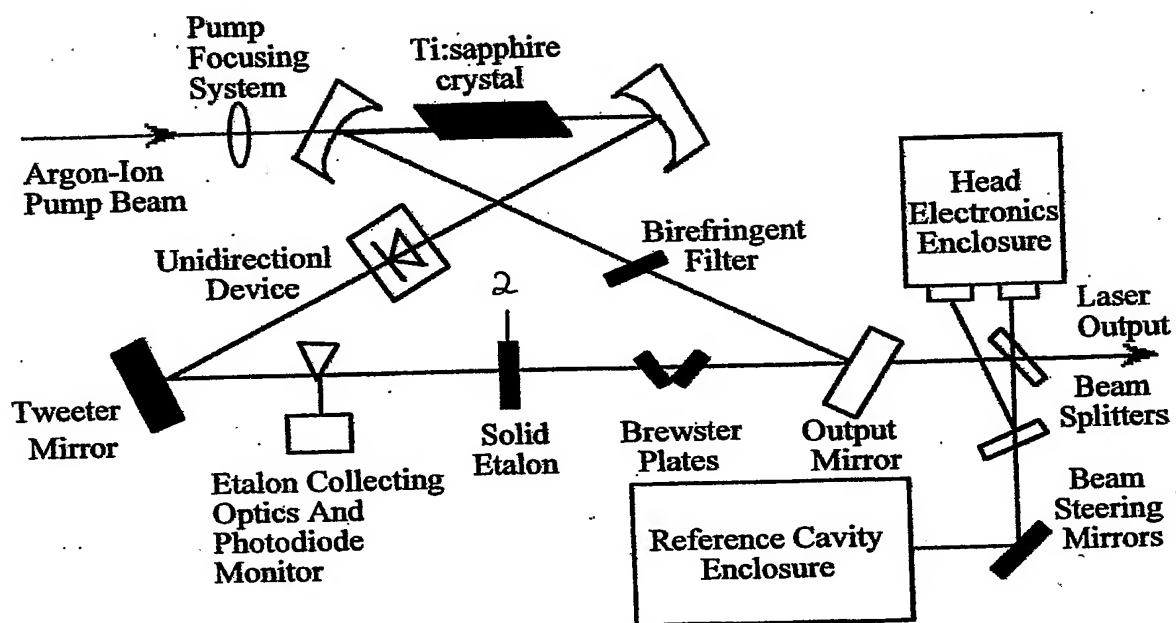 Pump
Focusing
System
Ti:sapphire
crystal
Argon-Ion
Pump Beam
Head
Electronics
Enclosure
Unidirectionl
Device
Birefringent
Filter
2
Laser
Output
Tweeter
Mirror
Solid
Etalon
Brewster
Plates
Output
Mirror
Beam
Splitters
Etalon Collecting
Optics And
Photodiode
Monitor
Reference Cavity
Enclosure
Beam
Steering
Mirrors